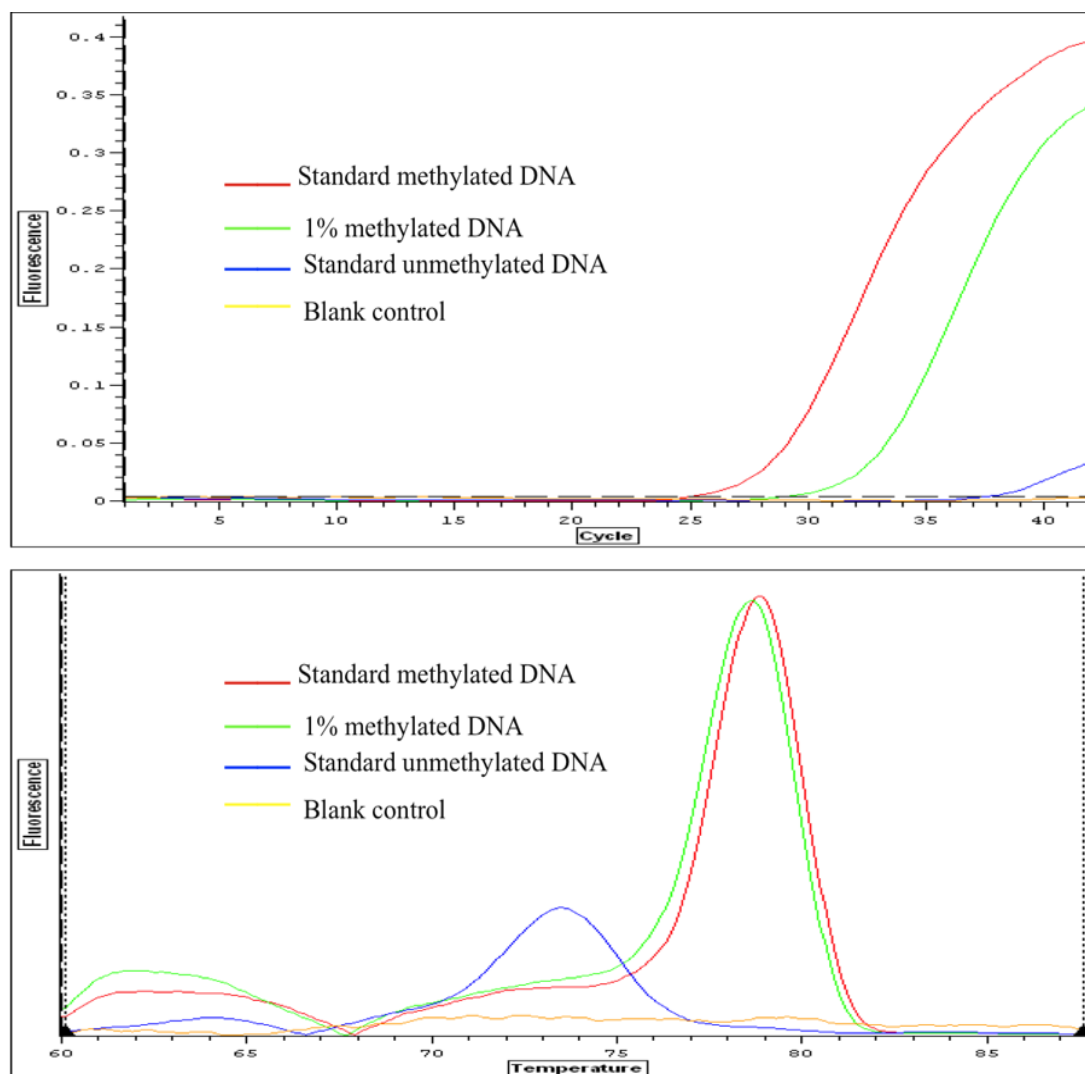 0.4
0.35
0.3
0.25
0.2
0.15
0.1
0.05
0
Fluorescence
Standard methylated DNA
1% methylated DNA
Standard unmethylated DNA
Blank control
5 10 15 20 25 30 35 40
Cycle
Fluorescence
Standard methylated DNA
1% methylated DNA
Standard unmethylated DNA
Blank control
60 65 70 75 80 85
Temperature